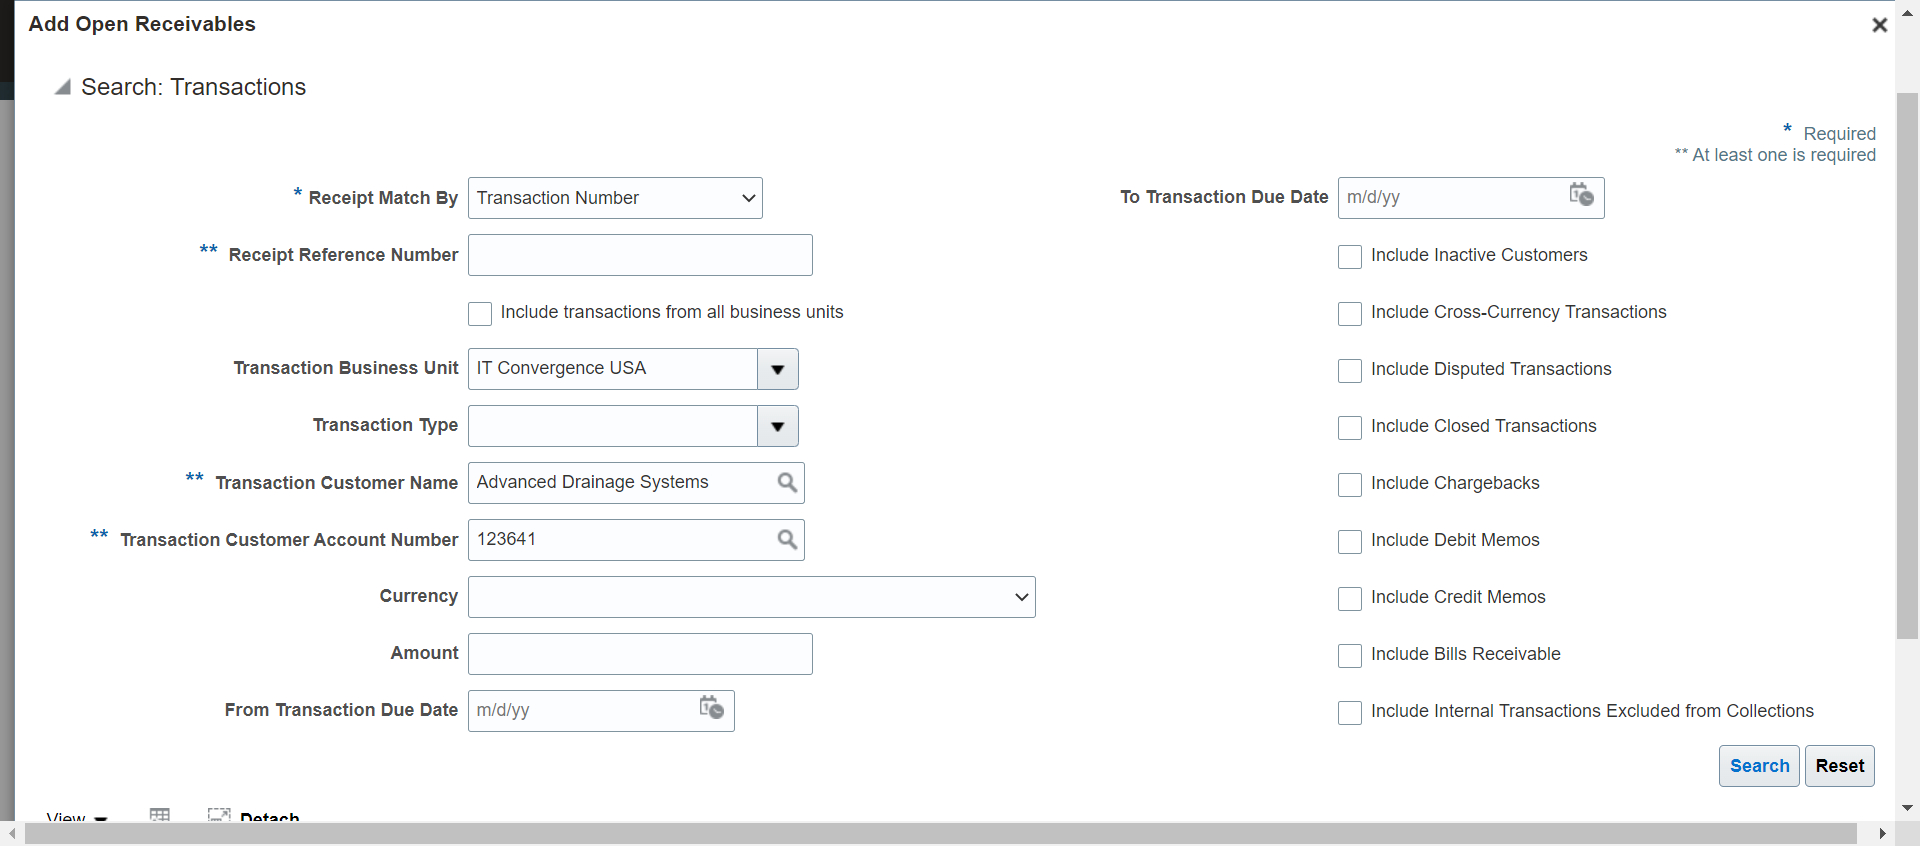 Add Open Receivables
Search: Transactions
* Required
** At least one is required
* Receipt Match By Transaction Number
** Receipt Reference Number
Include transactions from all business units
Transaction Business Unit IT Convergence USA
Transaction Type
** Transaction Customer Name Advanced Drainage Systems
** Transaction Customer Account Number 123641
Currency
Amount
From Transaction Due Date m/d/yy
To Transaction Due Date m/d/yy
Include Inactive Customers
Include Cross-Currency Transactions
Include Disputed Transactions
Include Closed Transactions
Include Chargebacks
Include Debit Memos
Include Credit Memos
Include Bills Receivable
Include Internal Transactions Excluded from Collections
Search Reset
View Detach